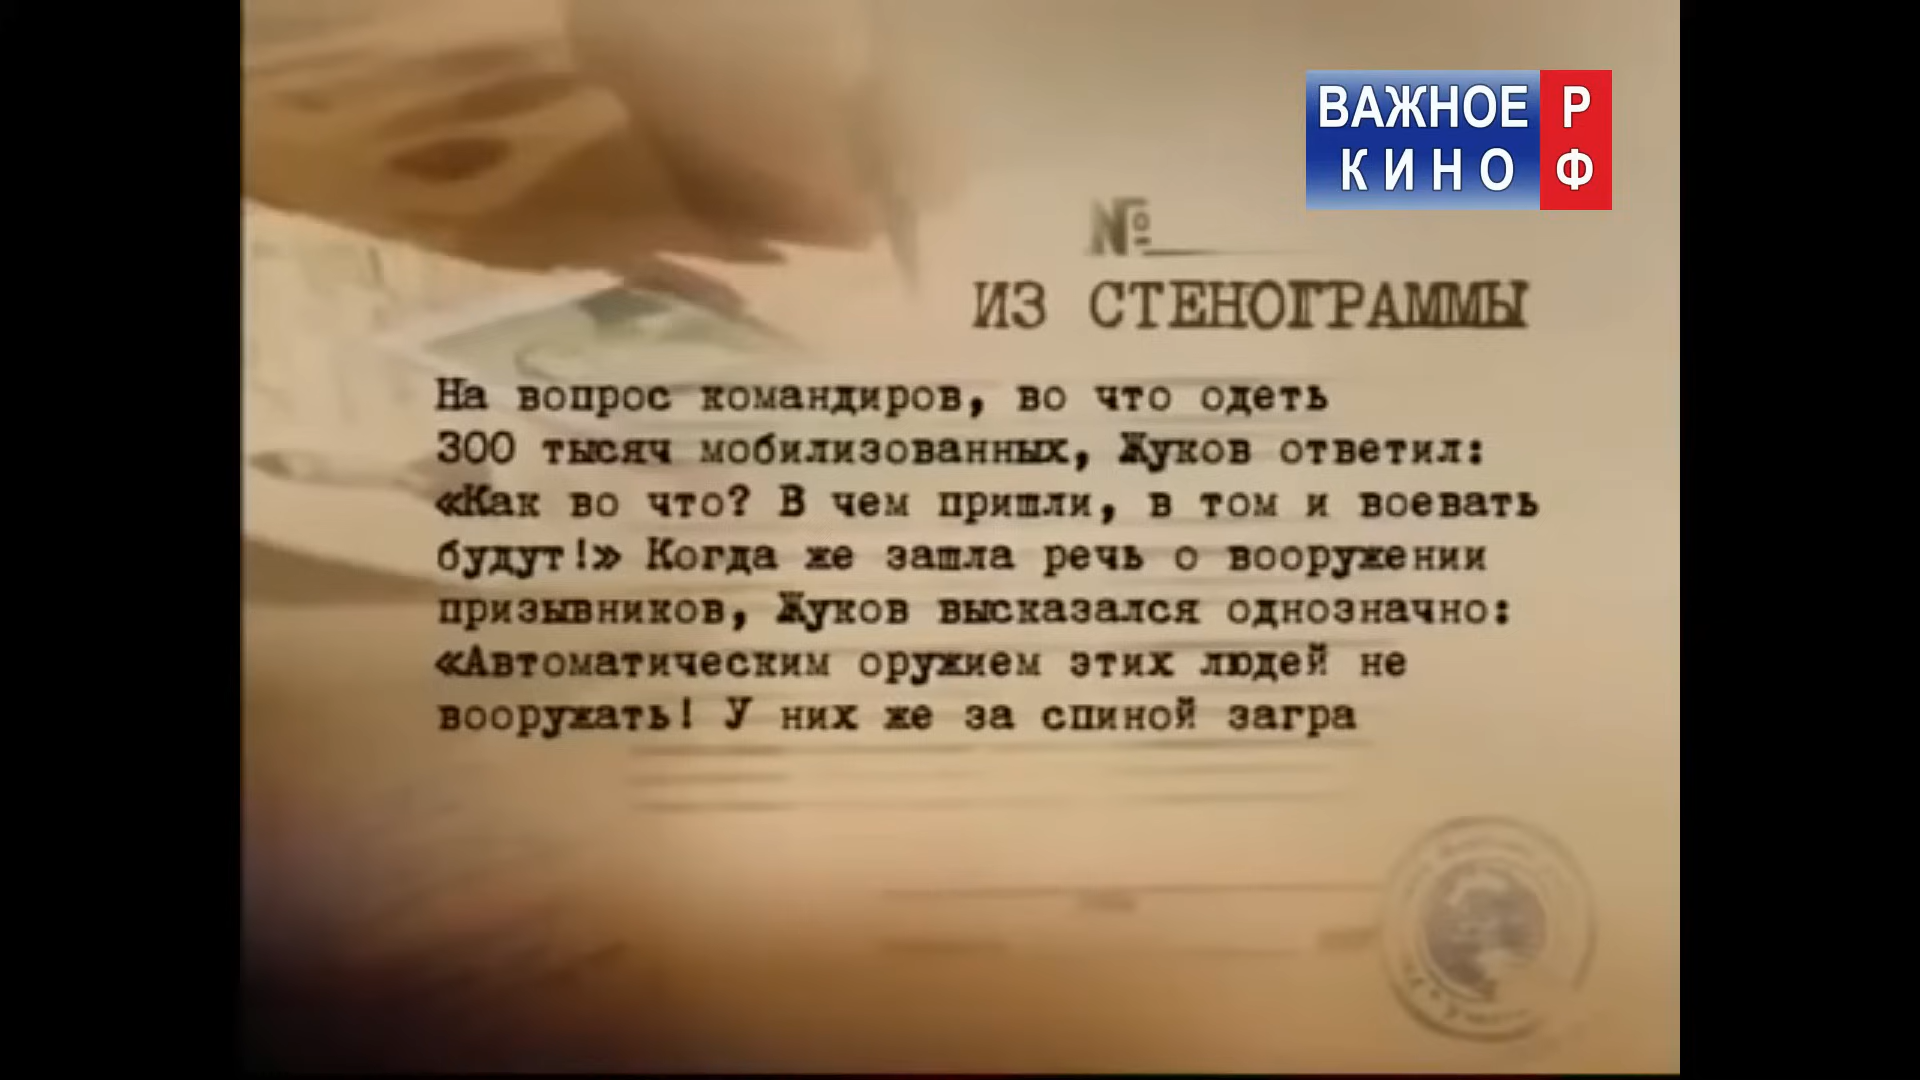 ВАЖНОЕ РФ
КИНО
№
ИЗ СТЕНОГРАММЫ
На вопрос командиров, во что одеть
300 тысяч мобилизованных, Жуков ответил:
«Как во что? В чем пришли, в том и воевать
будут!» Когда же зашла речь о вооружении
призывников, Жуков высказался однозначно:
«Автоматическим оружием этих людей не
вооружать! У них же за спиной загра